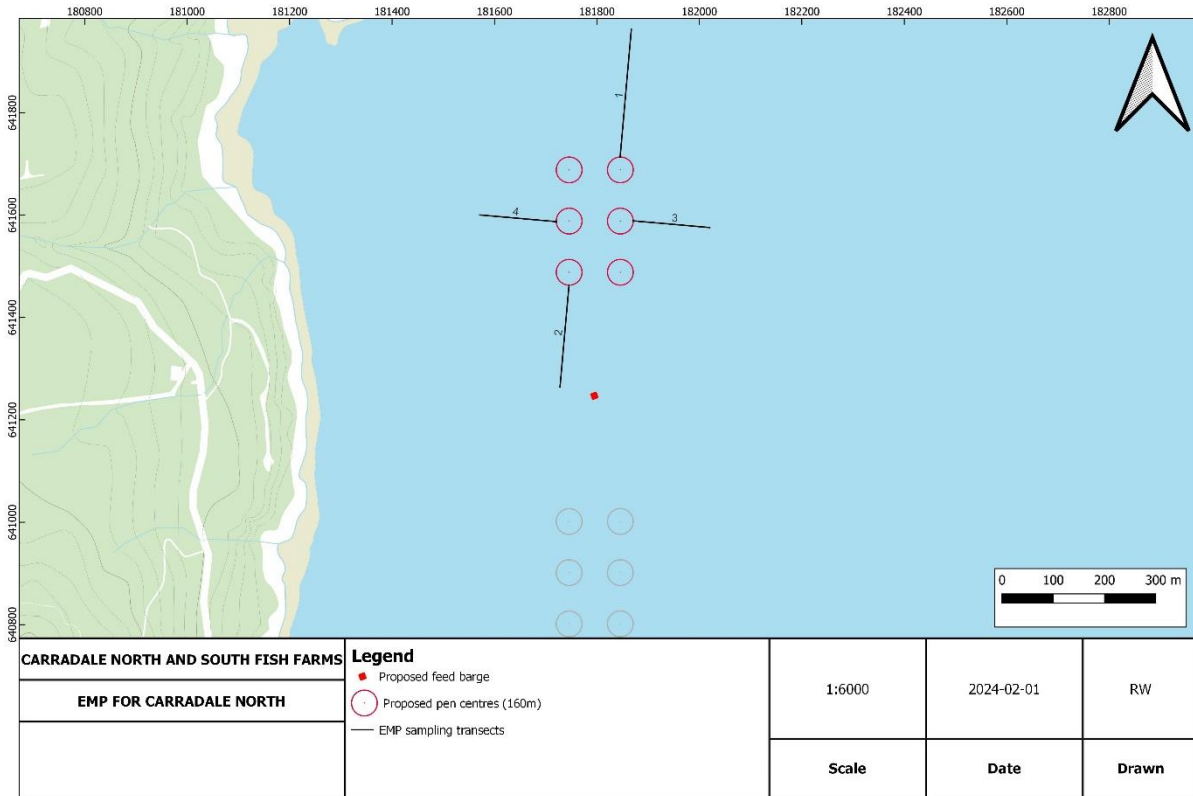 180800 181000 181200 181400 181600 181800 182000 182200 182400 182600 182800
641800
641600
641400
641200
641000
640800
1
4
3
2
0 100 200 300 m
CARRADALE NORTH AND SOUTH FISH FARMS
EMP FOR CARRADALE NORTH
Legend
Proposed feed barge
Proposed pen centres (160m)
EMP sampling transects
1:6000 2024-02-01 RW
Scale Date Drawn